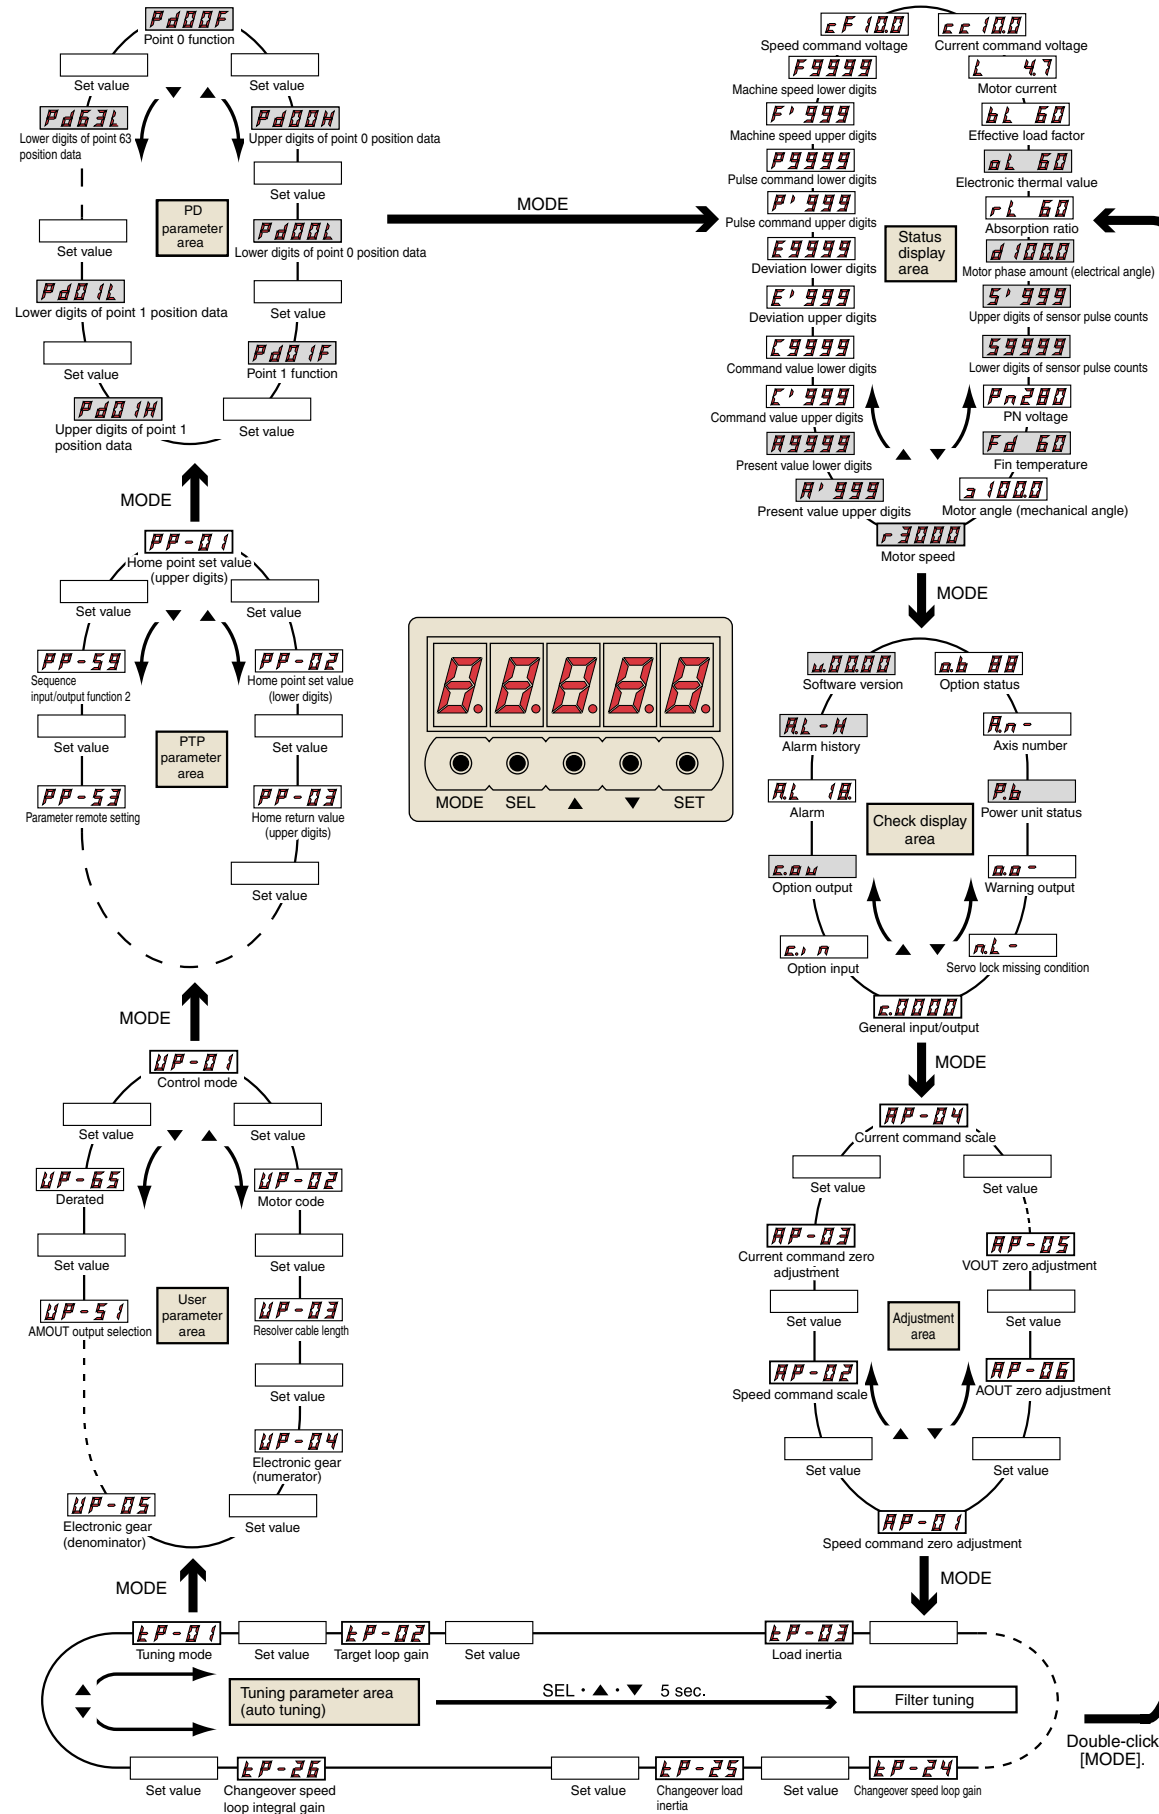 Pd00F
Point 0 function
Set value
Set value
Pd63L
Lower digits of point 63
position data
Pd00H
Upper digits of point 0 position data
Set value
PD
parameter
area
Set value
Pd00L
Lower digits of point 0 position data
Pd01L
Lower digits of point 1 position data
Set value
Set value
Pd01F
Point 1 function
Pd01H
Upper digits of point 1
position data
Set value
MODE
MODE
PP-01
Home point set value
(upper digits)
Set value
Set value
PP-59
Sequence
input/output function 2
PP-02
Home point set value
(lower digits)
Set value
PTP
parameter
area
Set value
PP-53
Parameter remote setting
PP-03
Home return value
(upper digits)
Set value
MODE
UP-01
Control mode
Set value
Set value
UP-65
Derated
UP-02
Motor code
Set value
Set value
UP-51
AMOUT output selection
User
parameter
area
UP-03
Resolver cable length
Set value
UP-04
Electronic gear
(numerator)
UP-05
Electronic gear
(denominator)
Set value
MODE
8.8.8.8.8.
MODE SEL ▲ ▼ SET
cF10.0
Speed command voltage
cc10.0
Current command voltage
F9999
Machine speed lower digits
L 4.7
Motor current
F' 999
Machine speed upper digits
bL 60
Effective load factor
P9999
Pulse command lower digits
oL 60
Electronic thermal value
P' 999
Pulse command upper digits
rL 60
Absorption ratio
Status
display
area
E9999
Deviation lower digits
d100.0
Motor phase amount (electrical angle)
E' 999
Deviation upper digits
S' 999
Upper digits of sensor pulse counts
C9999
Command value lower digits
S9999
Lower digits of sensor pulse counts
C' 999
Command value upper digits
Pn280
PN voltage
A9999
Present value lower digits
Fd 60
Fin temperature
A' 999
Present value upper digits
Motor angle (mechanical angle)
r3000
Motor speed
MODE
u.00.00
Software version
o.b 88
Option status
A.L-H
Alarm history
A.n-
Axis number
A.L 18.
Alarm
Check display
area
P.b
Power unit status
c.ou
Option output
o.o-
Warning output
c.in
Option input
n.L-
Servo lock missing condition
c.0000
General input/output
MODE
AP-04
Current command scale
Set value
Set value
AP-03
Current command zero
adjustment
AP-05
VOUT zero adjustment
Set value
Adjustment
area
Set value
AP-02
Speed command scale
AP-06
AOUT zero adjustment
Set value
Set value
AP-01
Speed command zero adjustment
MODE
tP-01
Tuning mode
Set value
tP-02
Target loop gain
Set value
tP-03
Load inertia
Tuning parameter area
(auto tuning)
SEL · ▲ · ▼ 5 sec.
Filter tuning
Double-click
[MODE].
Set value
tP-26
Changeover speed
loop integral gain
Set value
tP-25
Changeover load
inertia
Set value
tP-24
Changeover speed loop gain